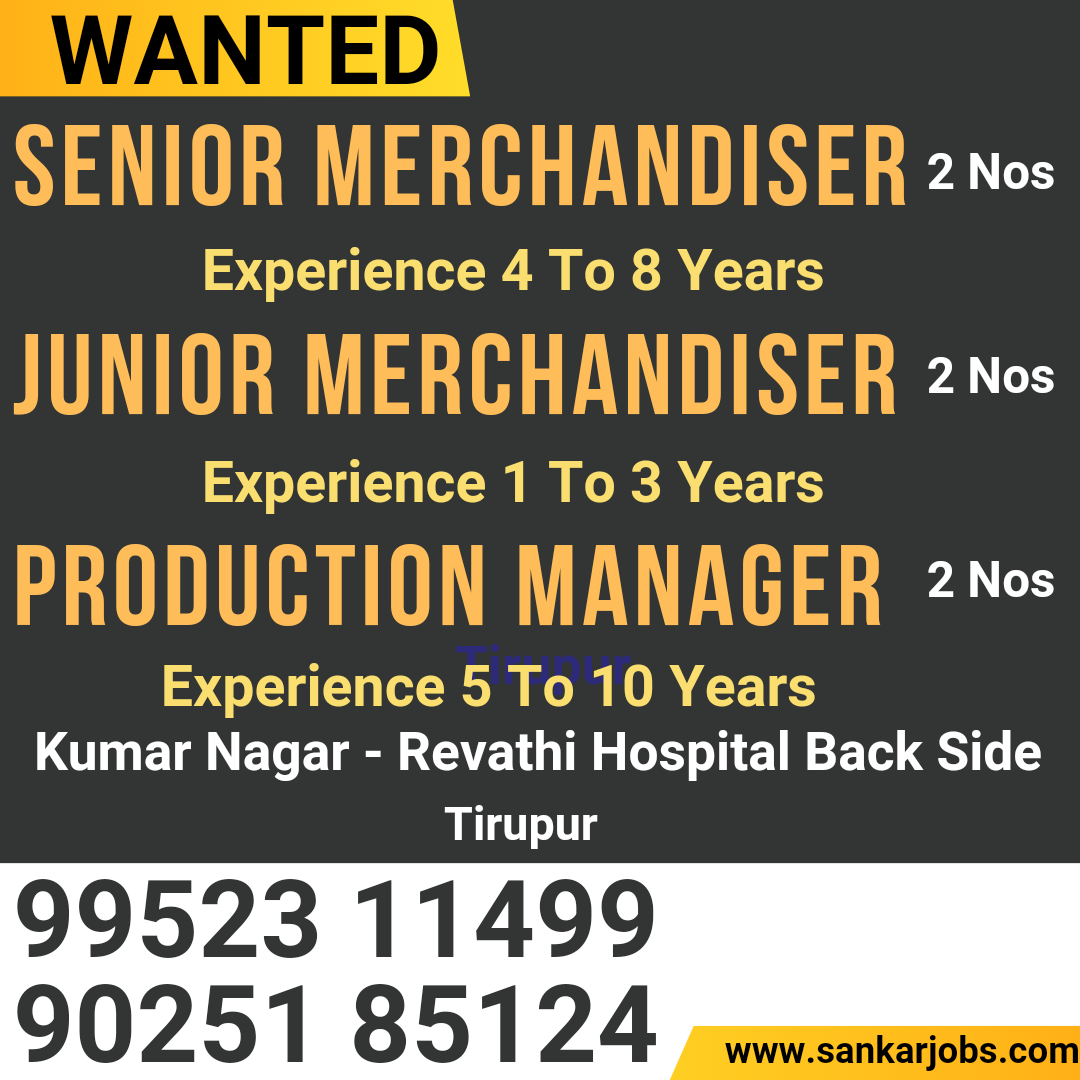 WANTED
SENIOR MERCHANDISER 2 Nos
Experience 4 To 8 Years
JUNIOR MERCHANDISER 2 Nos
Experience 1 To 3 Years
PRODUCTION MANAGER 2 Nos
Tirupur
Experience 5 To 10 Years
Kumar Nagar - Revathi Hospital Back Side
Tirupur
99523 11499
90251 85124
www.sankarjobs.com